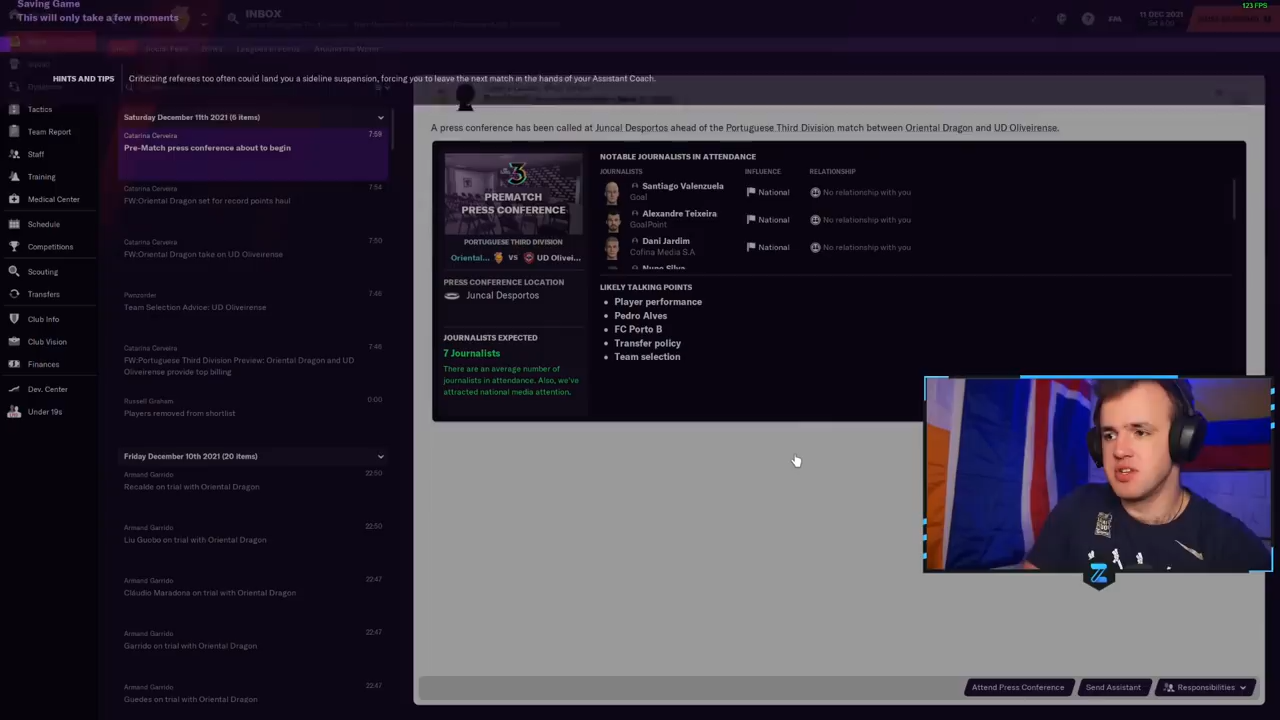 Saving Game
This will only take a few moments
INBOX
FM
11 DEC 2021
123 FPS
HINTS AND TIPS
Criticizing referees too often could land you a sideline suspension, forcing you to leave the next match in the hands of your Assistant Coach.
Tactics
Team Report
Staff
Training
Medical Center
Schedule
Competitions
Scouting
Transfers
Club Info
Club Vision
Finances
Dev. Center
Under 19s
Saturday December 11th 2021 (6 items)
Catarina Cerveira
7:59
Pre-Match press conference about to begin
Catarina Cerveira
7:54
FW:Oriental Dragon set for record points haul
Catarina Cerveira
7:50
FW:Oriental Dragon take on UD Oliveirense
7:48
Team Selection Advice: UD Oliveirense
Catarina Cerveira
7:48
FW:Portuguese Third Division Preview: Oriental Dragon and UD
Oliveirense provide top billing
Russell Graham
0:00
Players removed from shortlist
Friday December 10th 2021 (20 items)
Armand Garrido
22:50
Recalde on trial with Oriental Dragon
Armand Garrido
22:50
Liu Guobo on trial with Oriental Dragon
Armand Garrido
22:47
Cláudio Maradona on trial with Oriental Dragon
Armand Garrido
22:47
Garrido on trial with Oriental Dragon
Armand Garrido
22:47
Guedes on trial with Oriental Dragon
A press conference has been called at Juncal Desportos ahead of the Portuguese Third Division match between Oriental Dragon and UD Oliveirense.
3
PREMATCH
PRESS CONFERENCE
PORTUGUESE THIRD DIVISION
Oriental... VS UD Olivei...
PRESS CONFERENCE LOCATION
Juncal Desportos
JOURNALISTS EXPECTED
7 Journalists
There are an average number of
journalists in attendance. Also, we've
attracted national media attention.
NOTABLE JOURNALISTS IN ATTENDANCE
JOURNALISTS INFLUENCE RELATIONSHIP
Santiago Valenzuela
Goal
National
No relationship with you
Alexandre Teixeira
GoalPoint
National
No relationship with you
Dani Jardim
Cofina Media S.A
National
No relationship with you
Nuno Silva
LIKELY TALKING POINTS
• Player performance
• Pedro Alves
• FC Porto B
• Transfer policy
• Team selection
Attend Press Conference
Send Assistant
Responsibilities